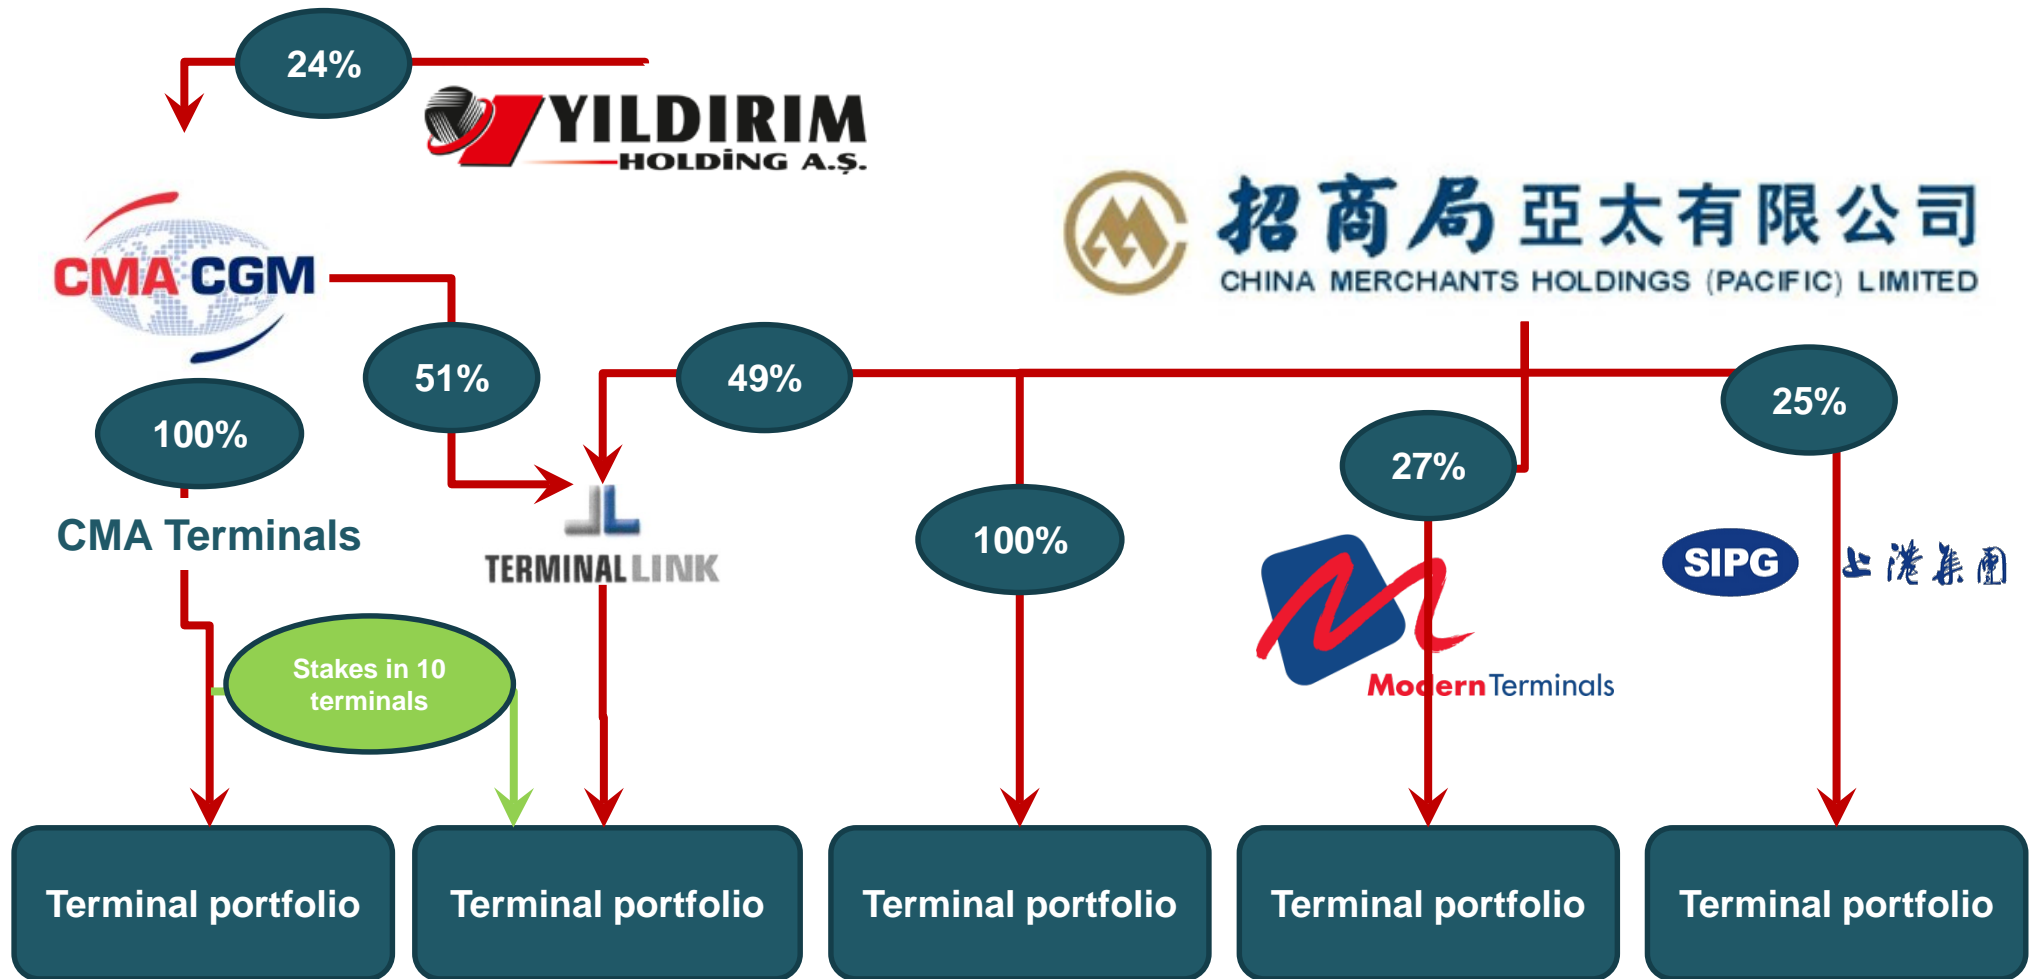 24%
YILDIRIM
HOLDİNG A.Ş.
CMA CGM
招商局亞太有限公司
CHINA MERCHANTS HOLDINGS (PACIFIC) LIMITED
51%
49%
25%
100%
27%
CMA Terminals
TERMINAL LINK
100%
SIPG 上港集團
Stakes in 10
terminals
Modern Terminals
Terminal portfolio
Terminal portfolio
Terminal portfolio
Terminal portfolio
Terminal portfolio